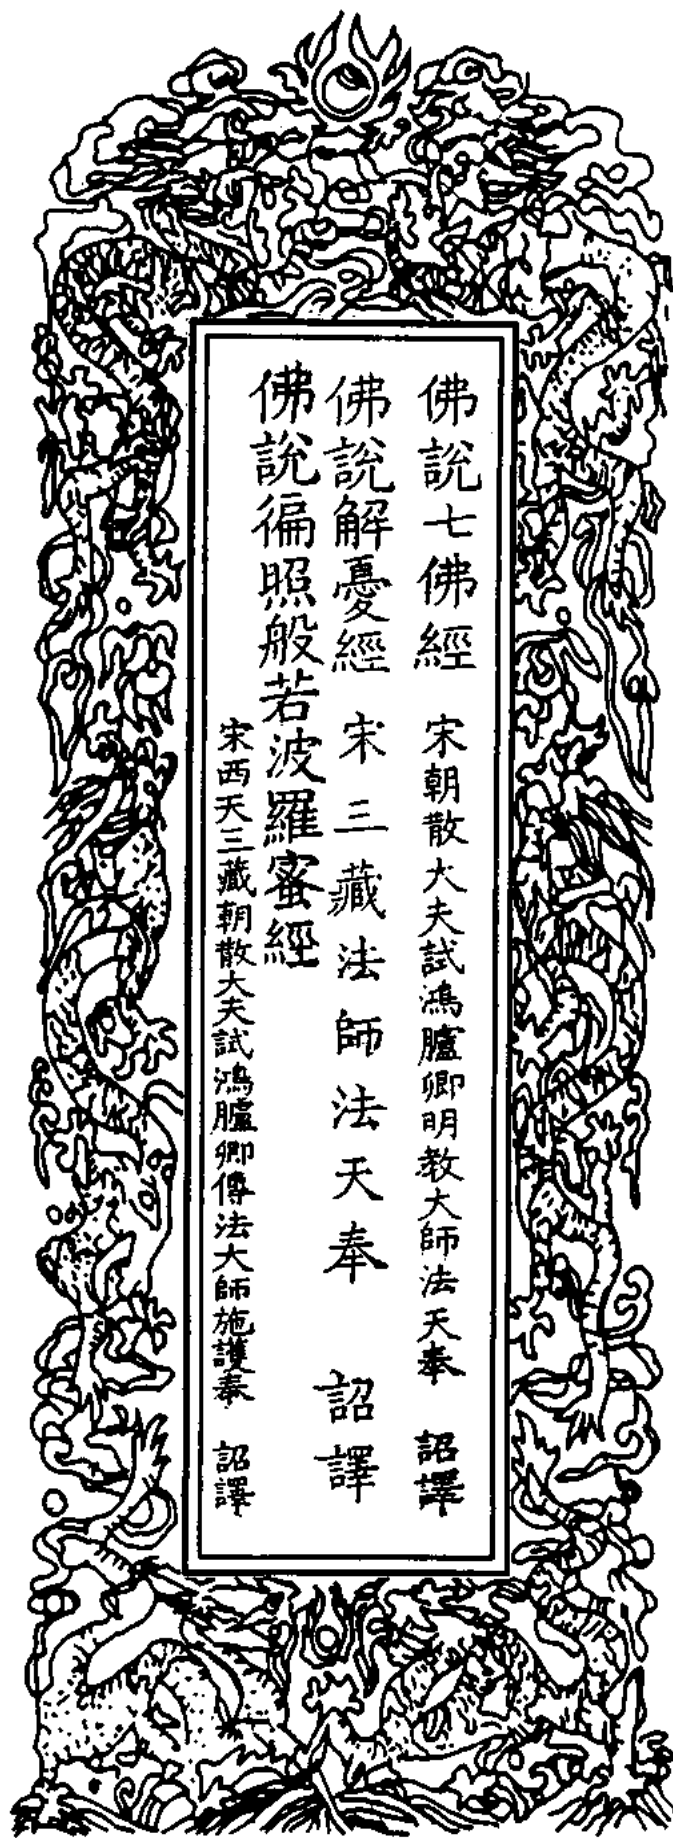 佛說七佛經　宋朝散大夫試鴻臚卿明教大師法天奉　詔譯
佛說解憂經　宋三藏法師法天奉　詔譯
佛說徧照般若波羅蜜經
宋西天三藏朝散大夫試鴻臚卿傳法大師施護奉　詔譯